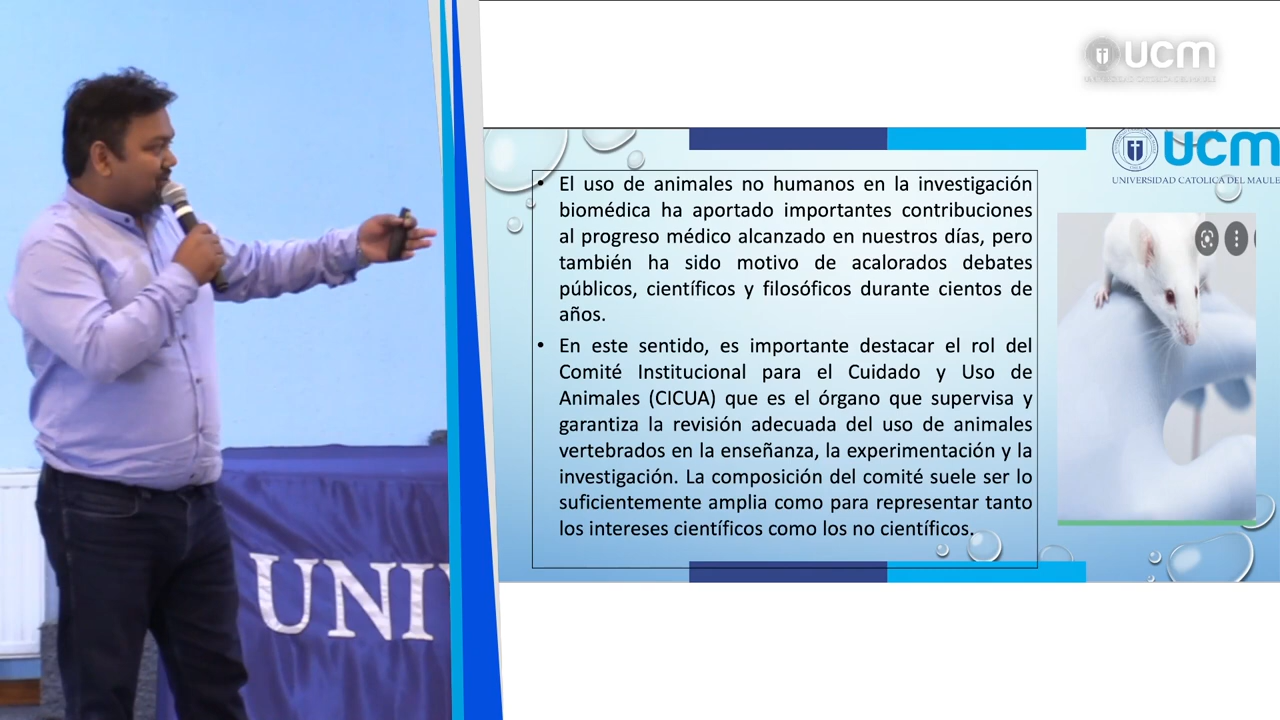 ucm
UNIVERSIDAD CATOLICA DEL MAULE
ucm
UNIVERSIDAD CATOLICA DEL MAULE
• El uso de animales no humanos en la investigación
biomédica ha aportado importantes contribuciones
al progreso médico alcanzado en nuestros días, pero
también ha sido motivo de acalorados debates
públicos, científicos y filosóficos durante cientos de
años.
• En este sentido, es importante destacar el rol del
Comité Institucional para el Cuidado y Uso de
Animales (CICUA) que es el órgano que supervisa y
garantiza la revisión adecuada del uso de animales
vertebrados en la enseñanza, la experimentación y la
investigación. La composición del comité suele ser lo
suficientemente amplia como para representar tanto
los intereses científicos como los no científicos.
UNIV